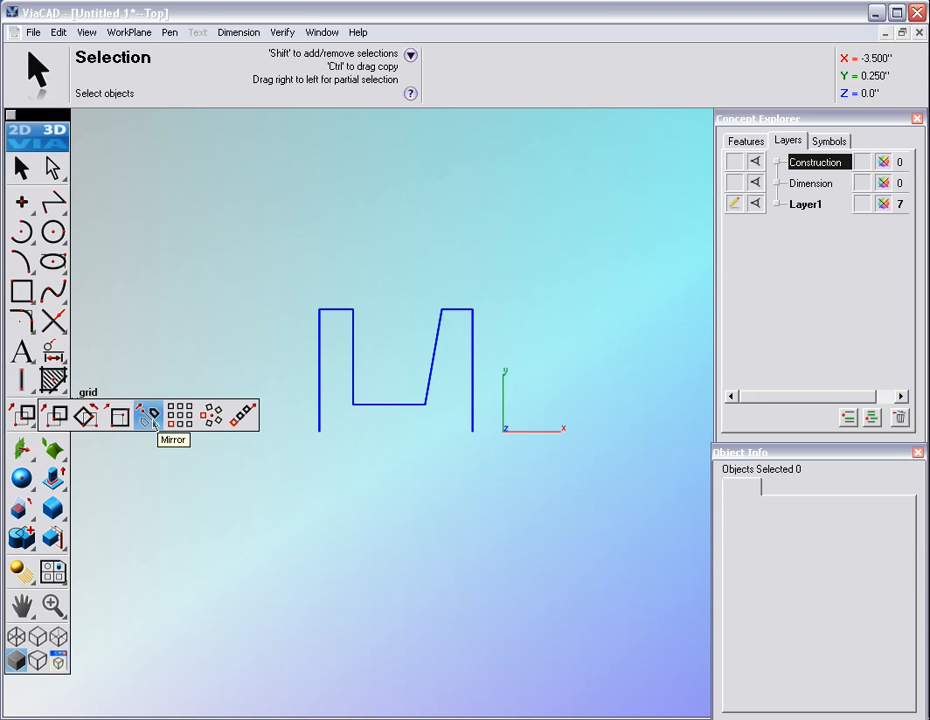 ViaCAD - [Untitled 1*--Top]
File Edit View WorkPlane Pen Text Dimension Verify Window Help
Selection
Select objects
'Shift' to add/remove selections
'Ctrl' to drag copy
Drag right to left for partial selection
?
X = -3.500"
Y = 0.250"
Z = 0.0"
2D 3D
VIA
A
grid
Mirror
y
z
x
Concept Explorer
Features Layers Symbols
Construction 0
Dimension 0
Layer1 7
Object Info
Objects Selected 0